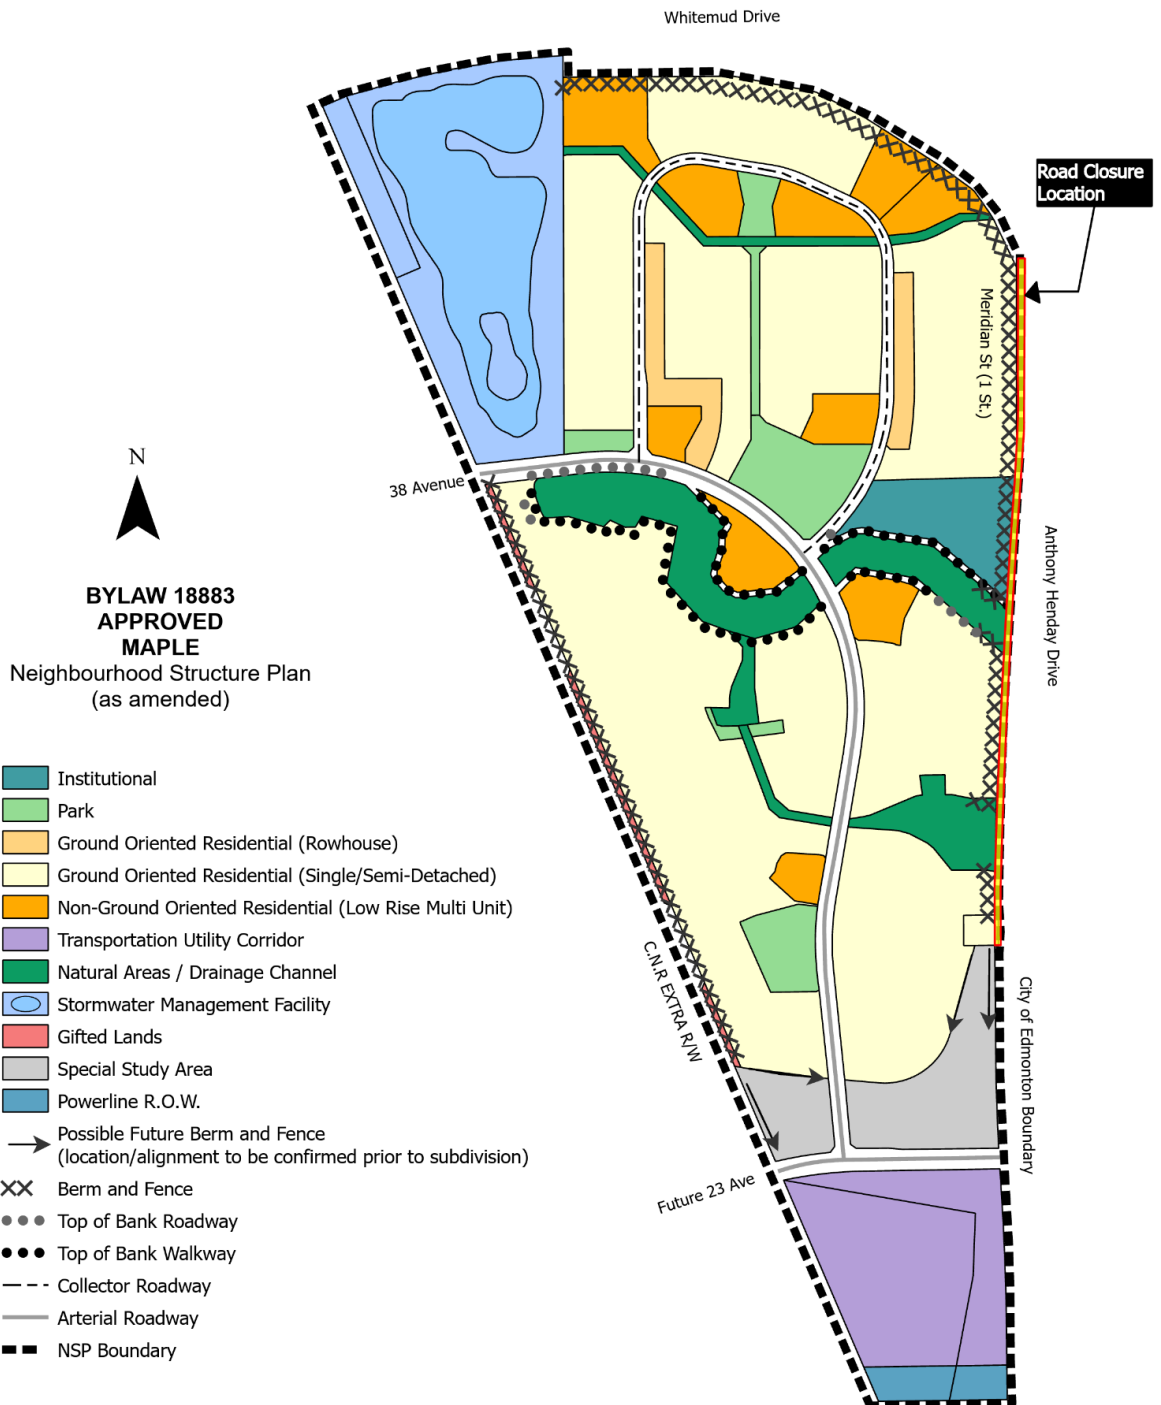 Whitemud Drive
Road Closure
Location
Meridian St (1 St.)
N
38 Avenue
Anthony Henday Drive
BYLAW 18883
APPROVED
MAPLE
Neighbourhood Structure Plan
(as amended)
Institutional
Park
Ground Oriented Residential (Rowhouse)
Ground Oriented Residential (Single/Semi-Detached)
Non-Ground Oriented Residential (Low Rise Multi Unit)
Transportation Utility Corridor
Natural Areas / Drainage Channel
Stormwater Management Facility
Gifted Lands
Special Study Area
Powerline R.O.W.
Possible Future Berm and Fence
(location/alignment to be confirmed prior to subdivision)
Berm and Fence
Top of Bank Roadway
Top of Bank Walkway
Collector Roadway
Arterial Roadway
NSP Boundary
C.N.R EXTRA R/W
City of Edmonton Boundary
Future 23 Ave